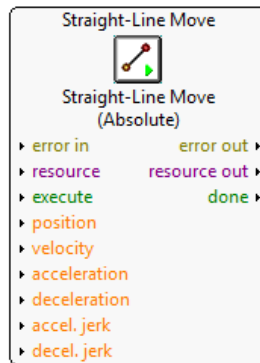 Straight-Line Move
Straight-Line Move
(Absolute)
error in error out
resource resource out
execute done
position
velocity
acceleration
deceleration
accel. jerk
decel. jerk